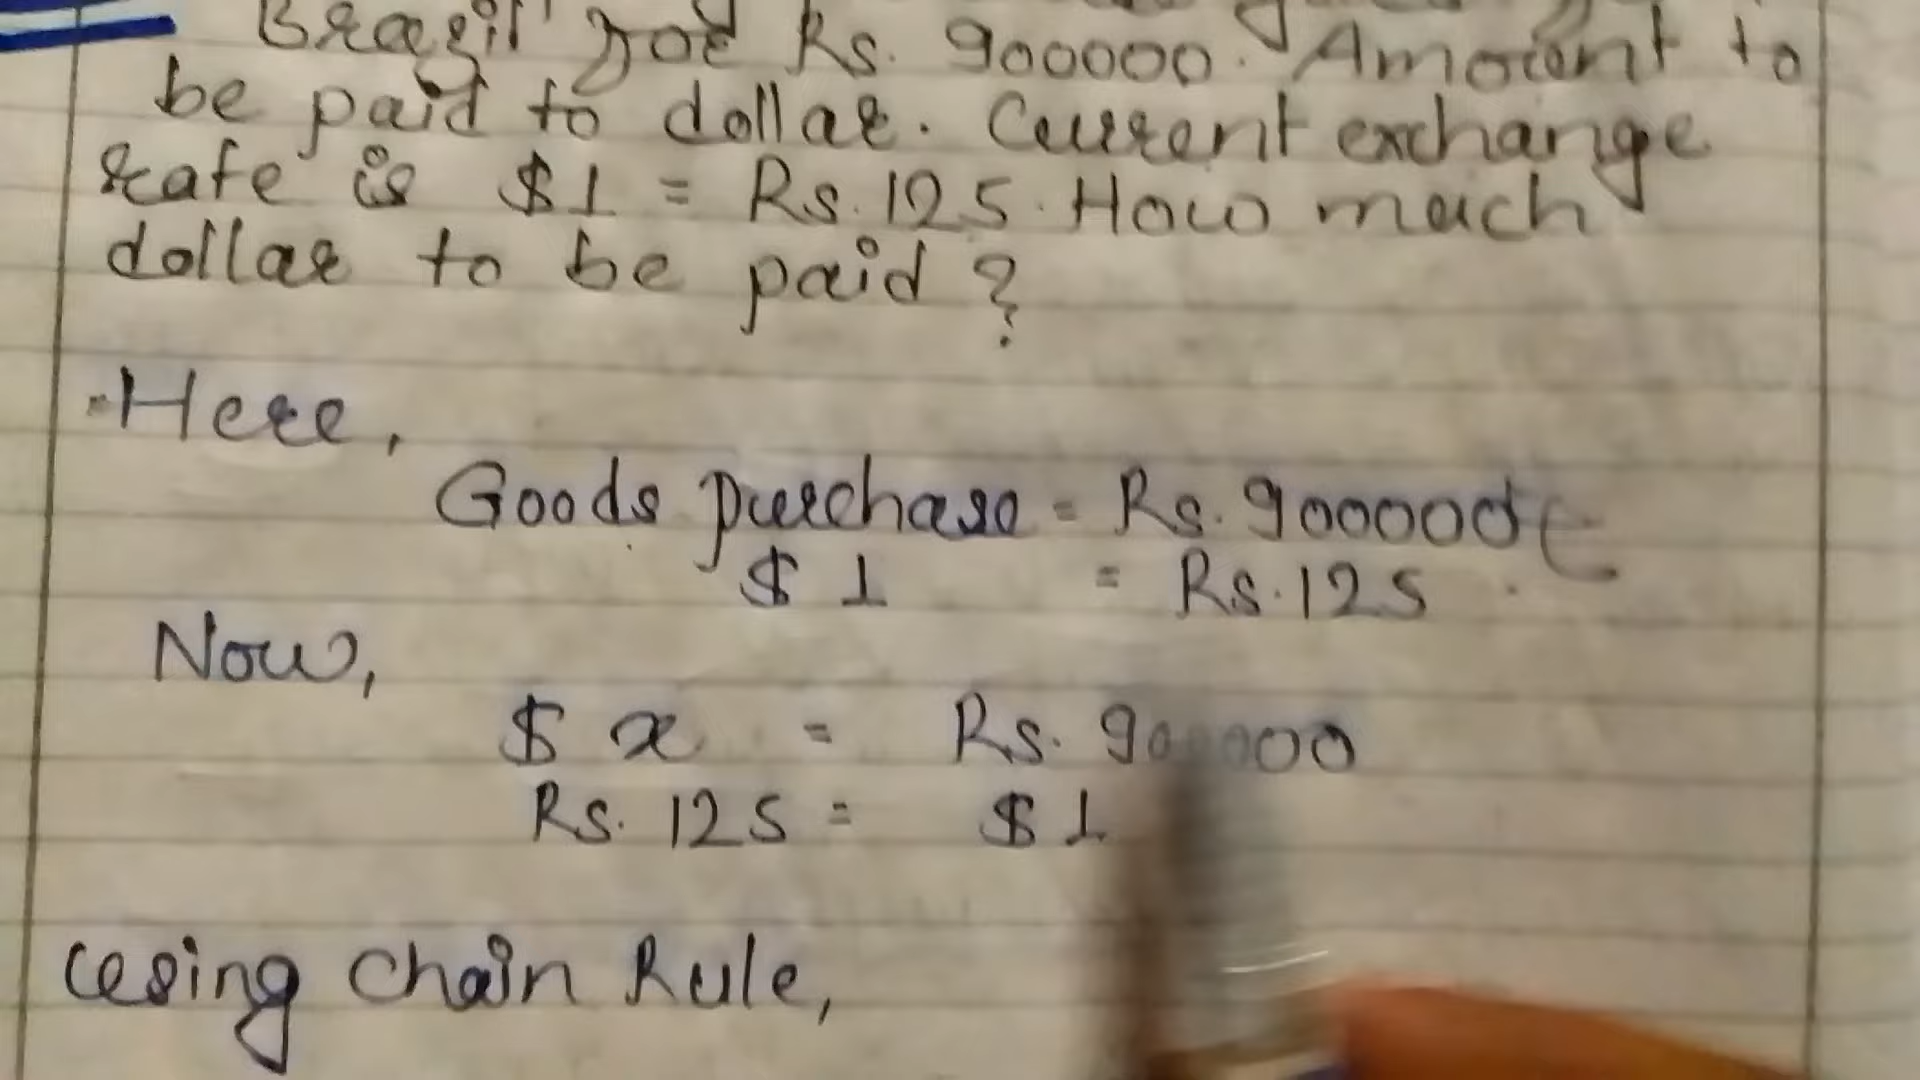 Brazil for Rs. 900000. Amount to
be paid to dollar. Current exchange
rate is $1 = Rs. 125. How much
dollar to be paid?
Here,
Goods purchase = Rs. 900000
$ 1 = Rs. 125
Now,
$ x = Rs. 900000
Rs. 125 = $ 1
Using Chain Rule,